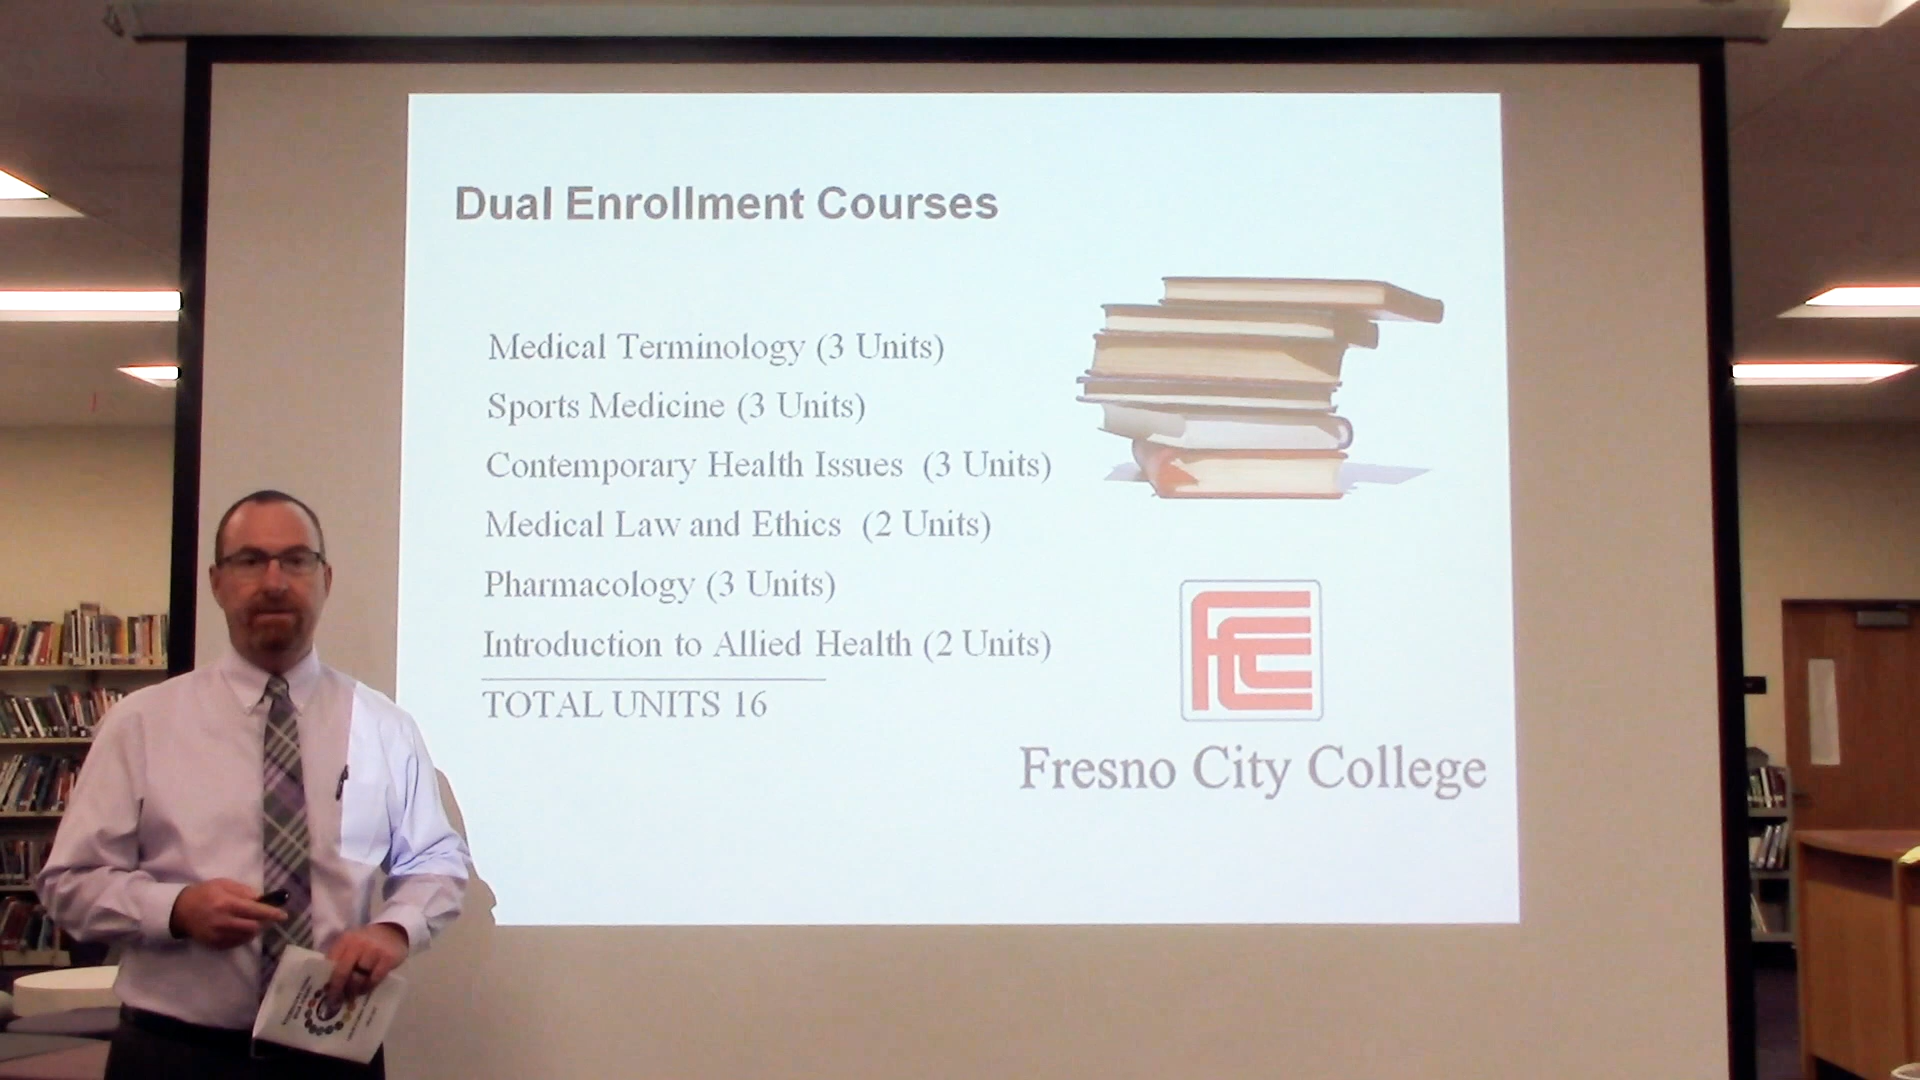 Dual Enrollment Courses
Medical Terminology (3 Units)
Sports Medicine (3 Units)
Contemporary Health Issues (3 Units)
Medical Law and Ethics (2 Units)
Pharmacology (3 Units)
Introduction to Allied Health (2 Units)
TOTAL UNITS 16
FCC
Fresno City College